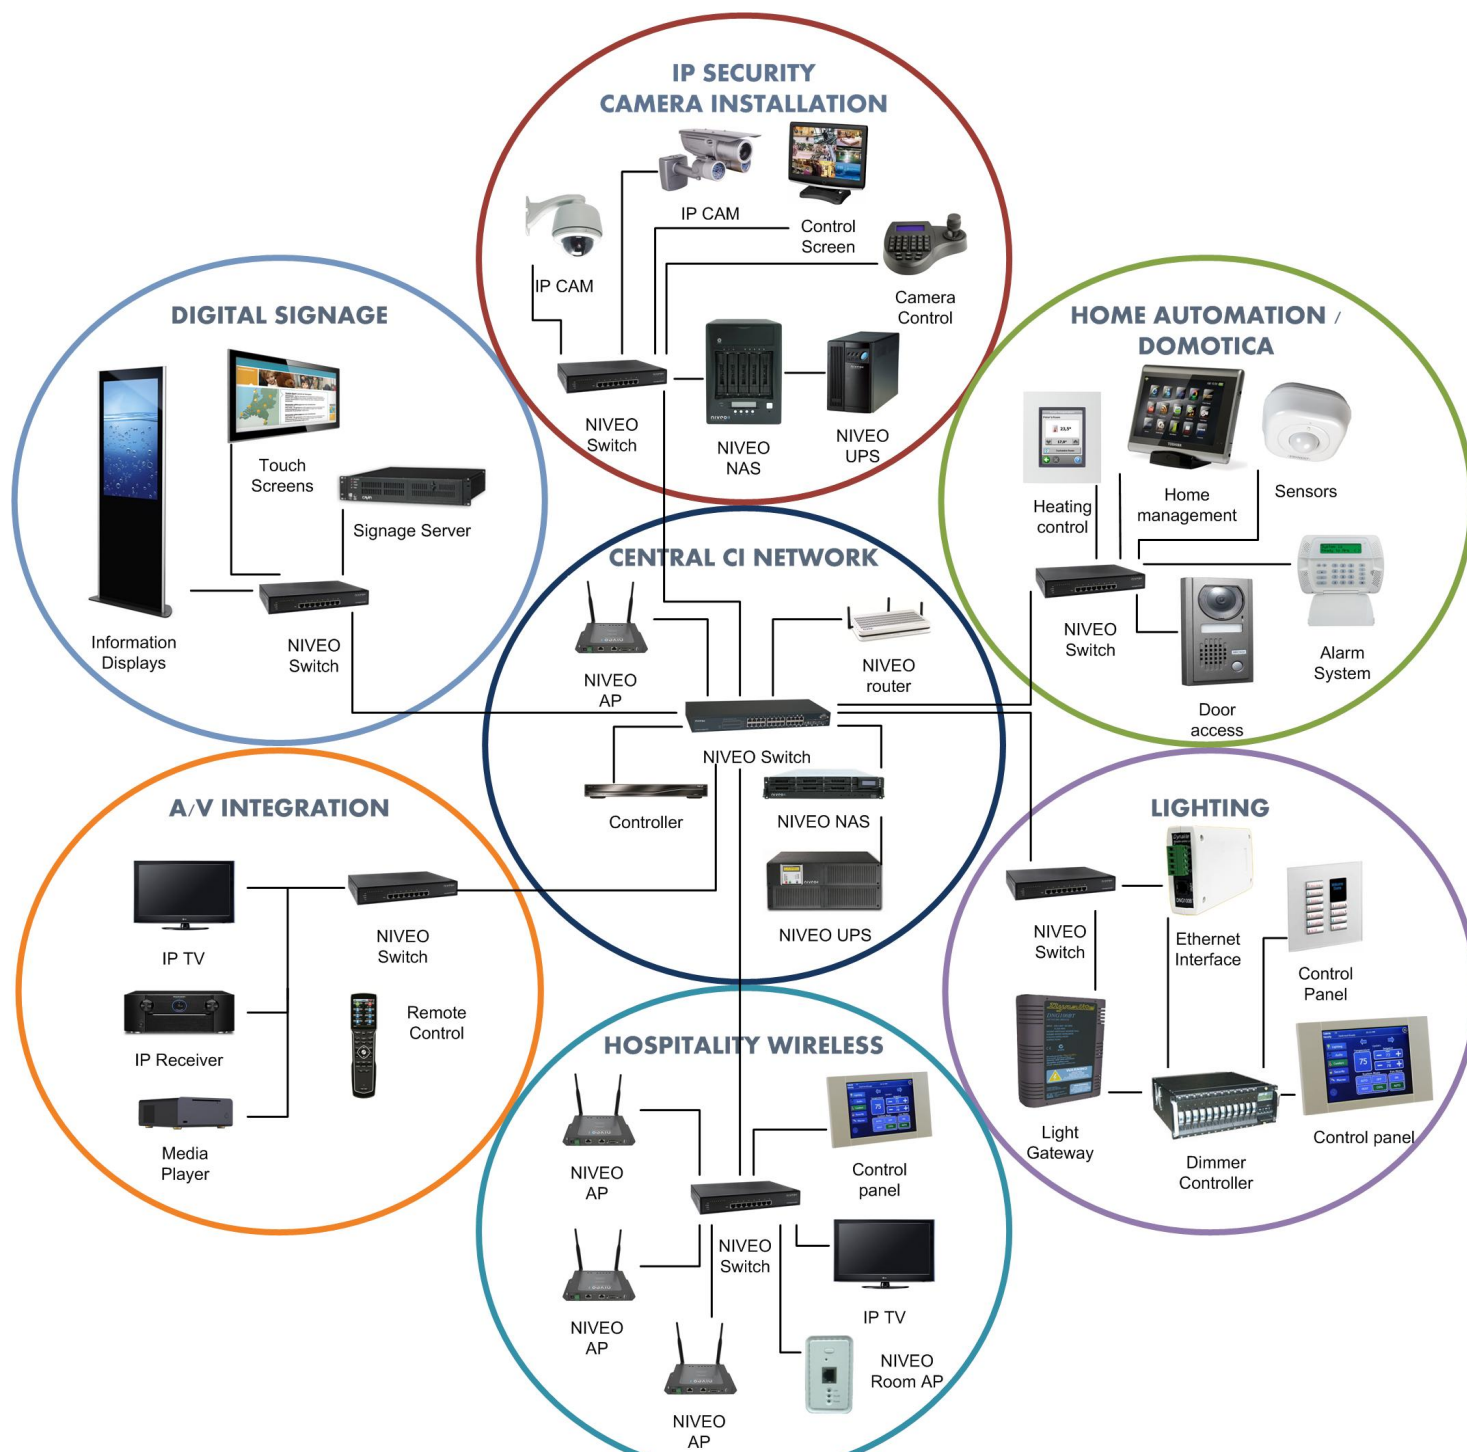 IP SECURITY
CAMERA INSTALLATION
IP CAM
Control
Screen
IP CAM
Camera
Control
NIVEO
Switch
NIVEO
NAS
NIVEO
UPS
DIGITAL SIGNAGE
Touch
Screens
Signage Server
Information
Displays
NIVEO
Switch
HOME AUTOMATION /
DOMOTICA
Heating
control
Home
management
Sensors
NIVEO
Switch
Alarm
System
Door
access
CENTRAL CI NETWORK
NIVEO
AP
NIVEO
router
NIVEO Switch
Controller
NIVEO NAS
NIVEO UPS
A/V INTEGRATION
IP TV
NIVEO
Switch
IP Receiver
Remote
Control
Media
Player
LIGHTING
NIVEO
Switch
Ethernet
Interface
Control
Panel
Light
Gateway
Dimmer
Controller
Control panel
75
HOSPITALITY WIRELESS
NIVEO
AP
Control
panel
75
NIVEO
Switch
NIVEO
AP
IP TV
NIVEO
Room AP
NIVEO
AP